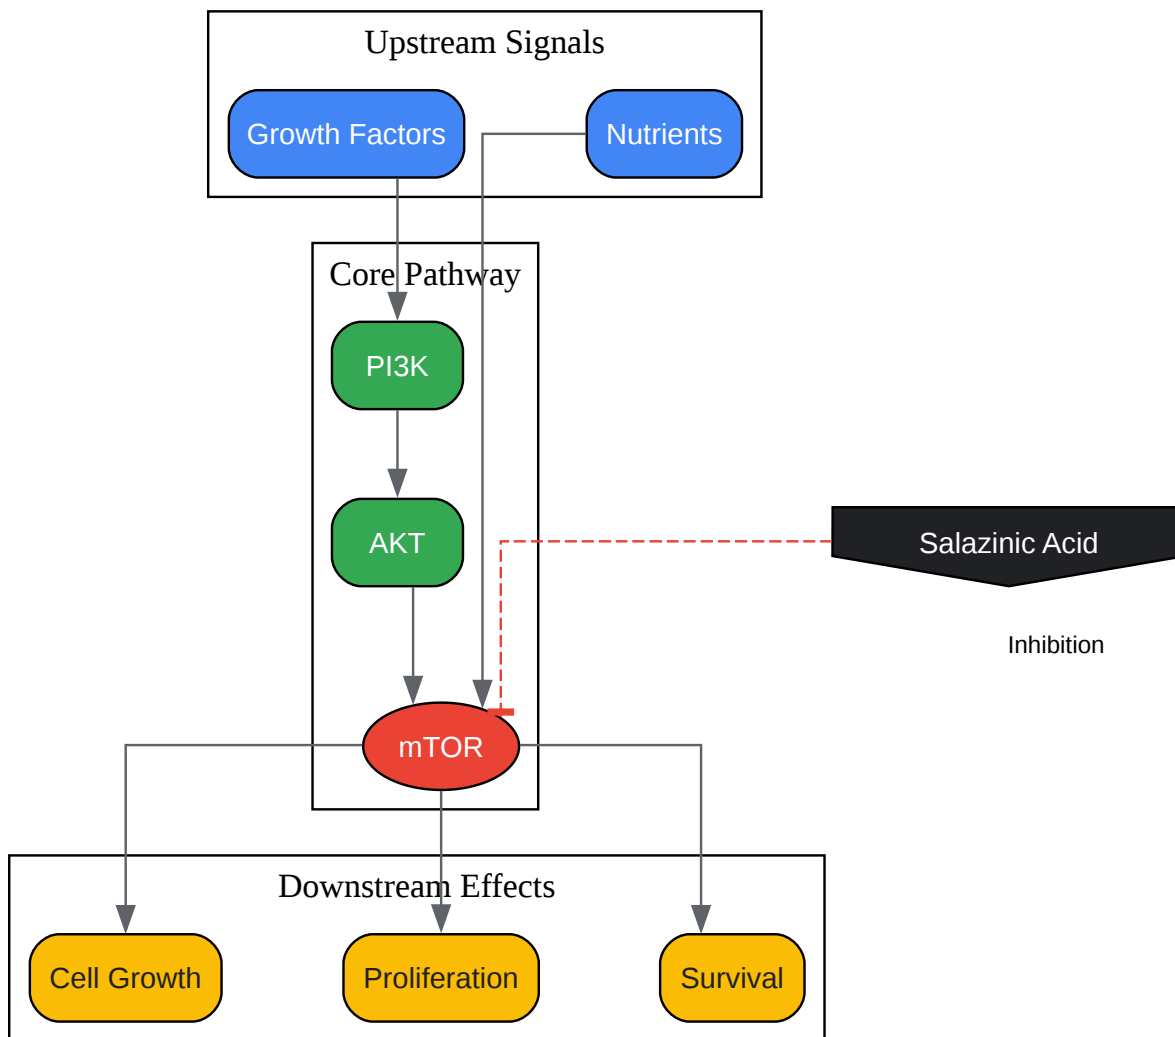 Upstream Signals
Growth Factors
Nutrients
Core Pathway
PI3K
AKT
Salazinic Acid
Inhibition
mTOR
Downstream Effects
Cell Growth
Proliferation
Survival